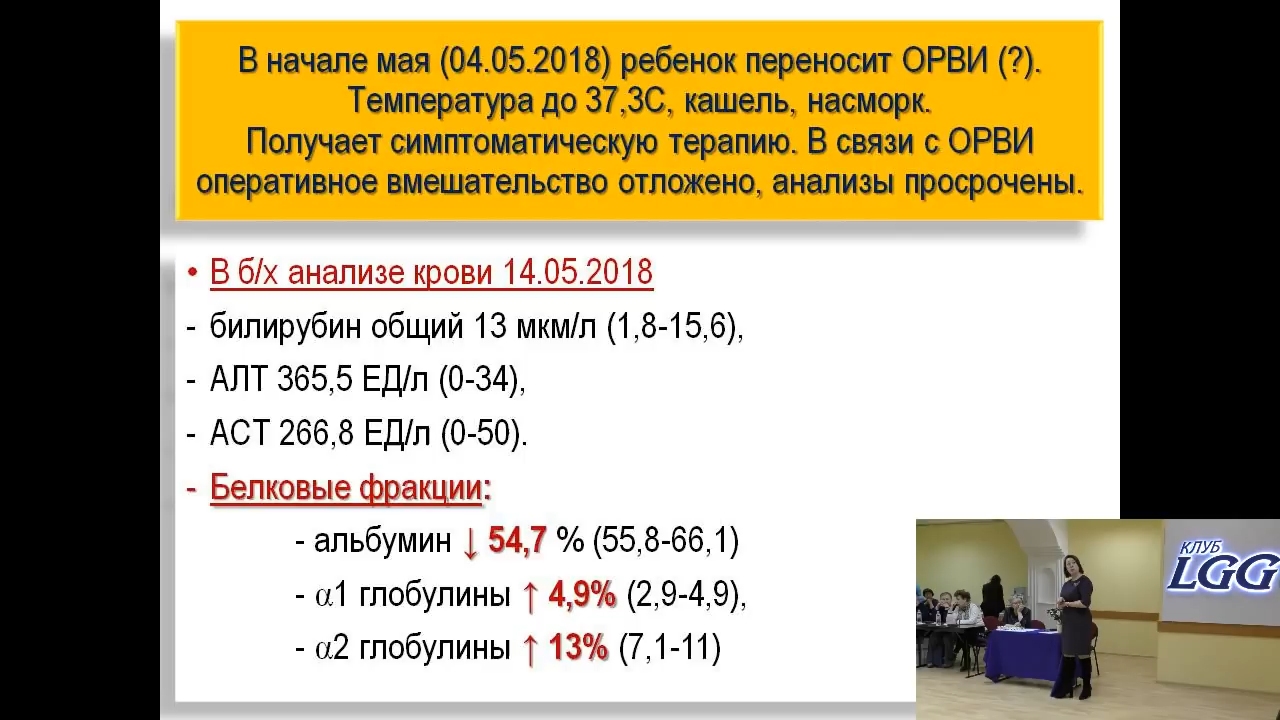 В начале мая (04.05.2018) ребенок переносит ОРВИ (?).
Температура до 37,3С, кашель, насморк.
Получает симптоматическую терапию. В связи с ОРВИ
оперативное вмешательство отложено, анализы просрочены.
• В б/х анализе крови 14.05.2018
- билирубин общий 13 мкм/л (1,8-15,6),
- АЛТ 365,5 ЕД/л (0-34),
- АСТ 266,8 ЕД/л (0-50).
- Белковые фракции:
- альбумин ↓ 54,7 % (55,8-66,1)
- α1 глобулины ↑ 4,9% (2,9-4,9),
- α2 глобулины ↑ 13% (7,1-11)
КЛУБ
LGG